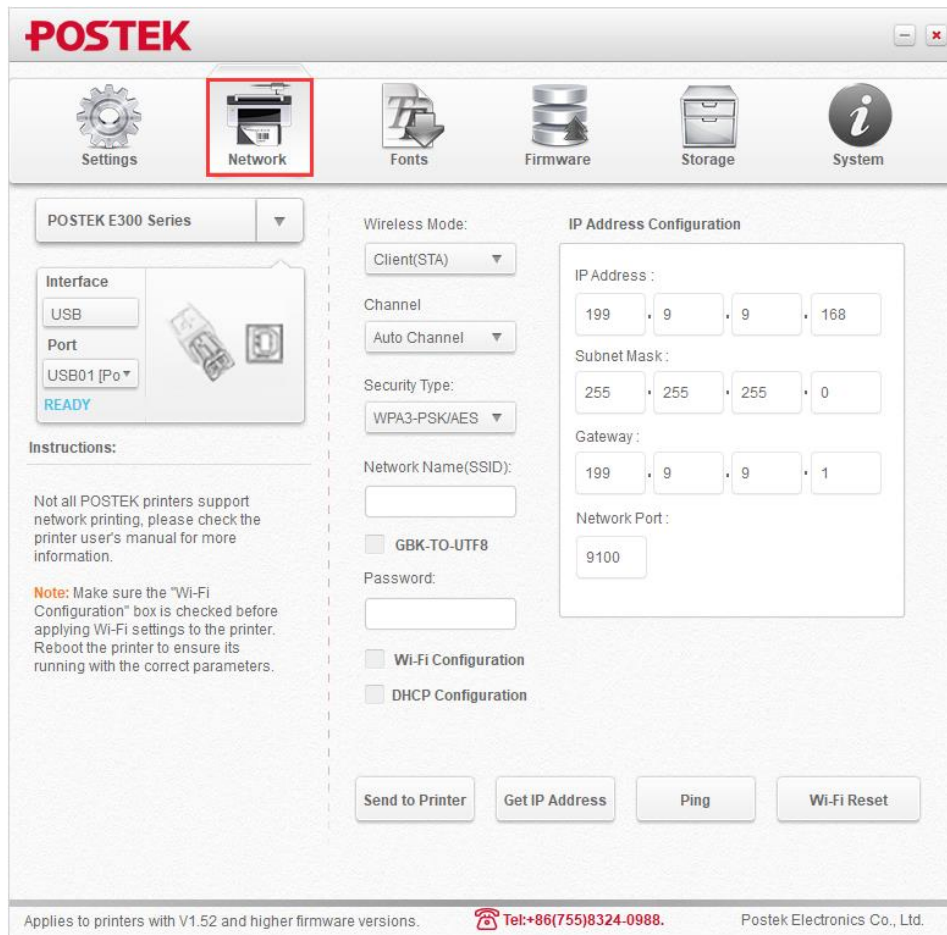 POSTEK
Settings
Network
Fonts
Firmware
Storage
System
POSTEK E300 Series
Interface
USB
Port
USB01 [Po
READY
Instructions:
Not all POSTEK printers support
network printing, please check the
printer user's manual for more
information.
Note: Make sure the "Wi-Fi
Configuration" box is checked before
applying Wi-Fi settings to the printer.
Reboot the printer to ensure its
running with the correct parameters.
Wireless Mode:
Client(STA)
Channel
Auto Channel
Security Type:
WPA3-PSK/AES
Network Name(SSID):
GBK-TO-UTF8
Password:
Wi-Fi Configuration
DHCP Configuration
IP Address Configuration
IP Address :
199 . 9 . 9 . 168
Subnet Mask :
255 . 255 . 255 . 0
Gateway :
199 . 9 . 9 . 1
Network Port :
9100
Send to Printer
Get IP Address
Ping
Wi-Fi Reset
Applies to printers with V1.52 and higher firmware versions.
Tel:+86(755)8324-0988.
Postek Electronics Co., Ltd.